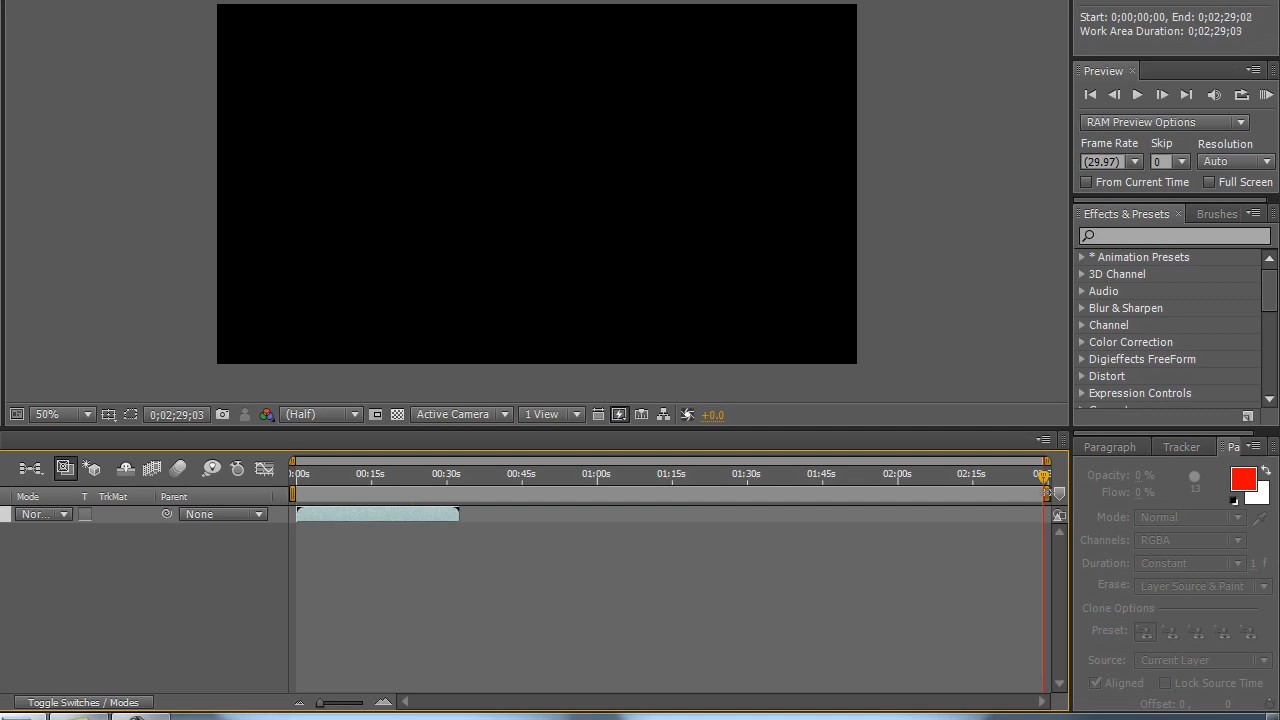 Start: 0;00;00;00, End: 0;02;29;02
Work Area Duration: 0;02;29;03
Preview
RAM Preview Options
Frame Rate Skip Resolution
(29.97) 0 Auto
From Current Time Full Screen
Effects & Presets Brushes
* Animation Presets
3D Channel
Audio
Blur & Sharpen
Channel
Color Correction
Digieffects FreeForm
Distort
Expression Controls
50% 0;02;29;03 (Half) Active Camera 1 View +0.0
Paragraph Tracker Pa
:00s 00:15s 00:30s 00:45s 01:00s 01:15s 01:30s 01:45s 02:00s 02:15s
Opacity: 0 %
Flow: 0 % 13
Mode T TrkMat Parent
Nor... None
Mode: Normal
Channels: RGBA
Duration: Constant 1 f
Erase: Layer Source & Paint
Clone Options
Preset:
Source: Current Layer
Aligned Lock Source Time
Offset: 0 , 0
Toggle Switches / Modes